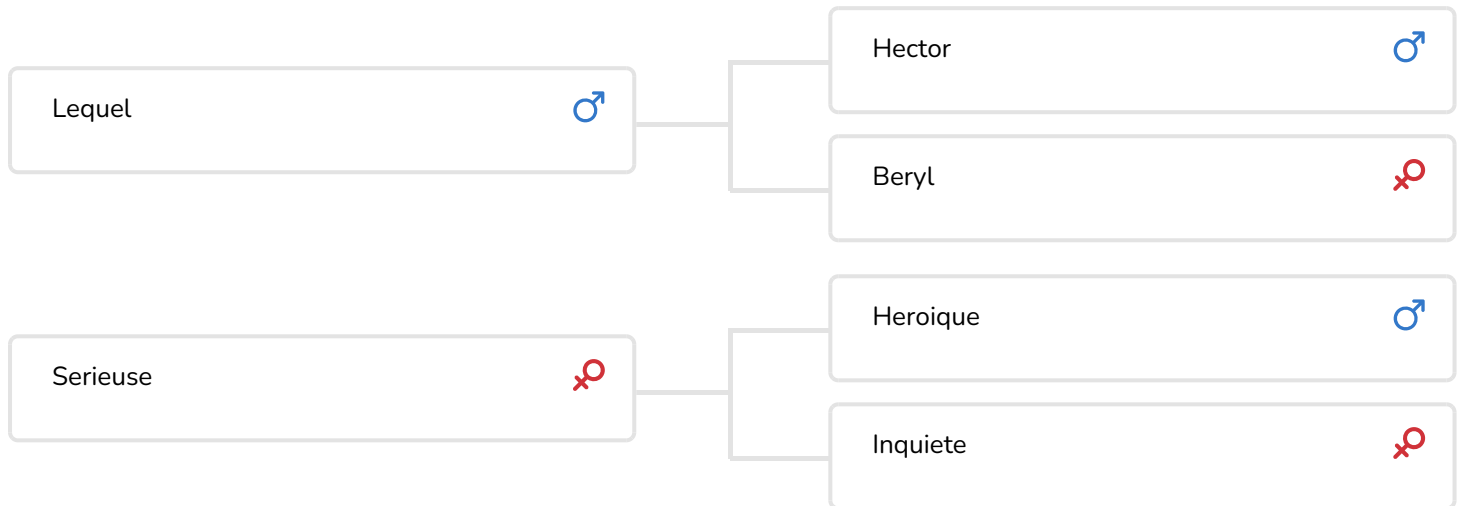 Hector
Lequel
Beryl
Heroique
Serieuse
Inquiete